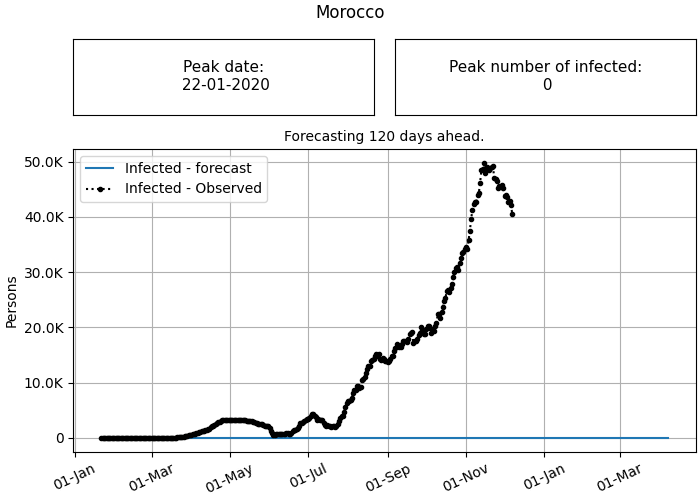 Morocco
Peak date:
22-01-2020
Peak number of infected:
0
Forecasting 120 days ahead.
Infected - forecast
Infected - Observed
50.0K
40.0K
30.0K
20.0K
10.0K
0
Persons
01-Jan
01-Mar
01-May
01-Jul
01-Sep
01-Nov
01-Jan
01-Mar